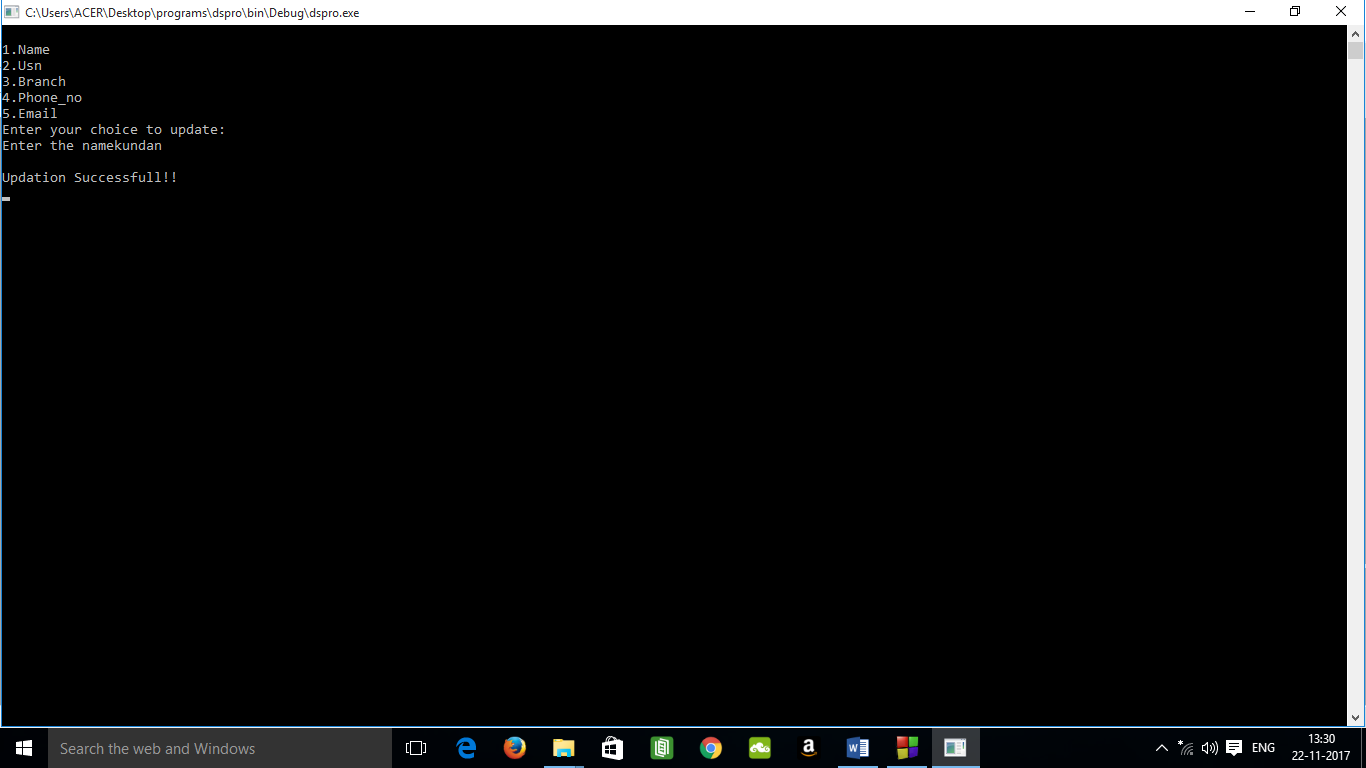 C:\Users\ACER\Desktop\programs\dspro\bin\Debug\dspro.exe
1.Name
2.Usn
3.Branch
4.Phone_no
5.Email
Enter your choice to update:
Enter the namekundan
Updation Successfull!!
Search the web and Windows
ENG
13:30
22-11-2017